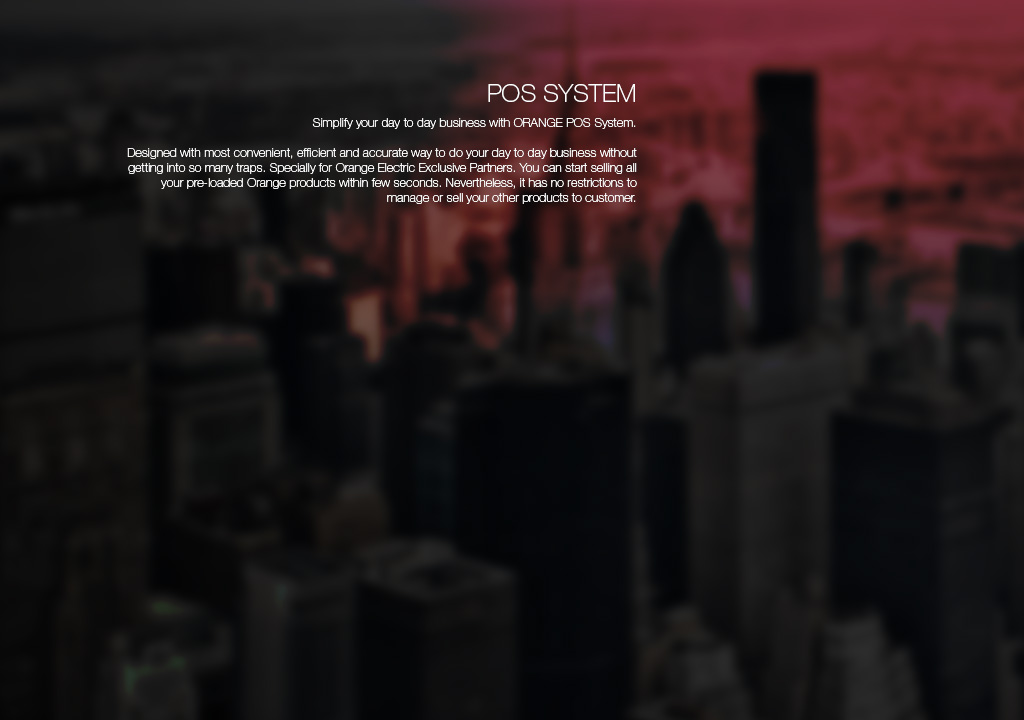 POS SYSTEM
Simplify your day to day business with ORANGE POS System.
Designed with most convenient, efficient and accurate way to do your day to day business without
getting into so many traps. Specially for Orange Electric Exclusive Partners. You can start selling all
your pre-loaded Orange products within few seconds. Nevertheless, it has no restrictions to
manage or sell your other products to customer.